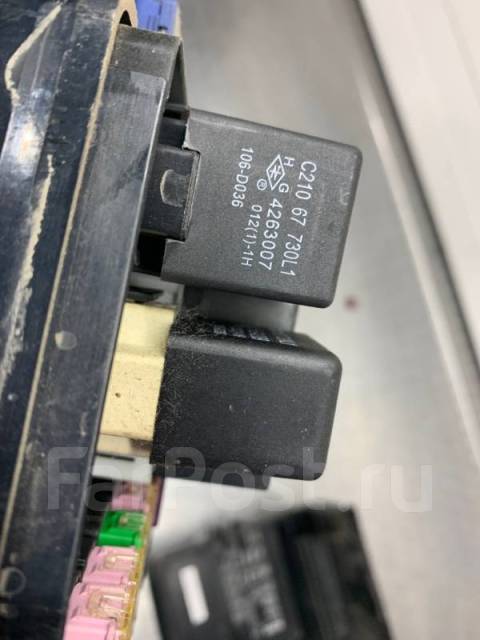 C210 67 730L1
H G 4263007
® 012(1)-1H
106-D036
FarPost.ru